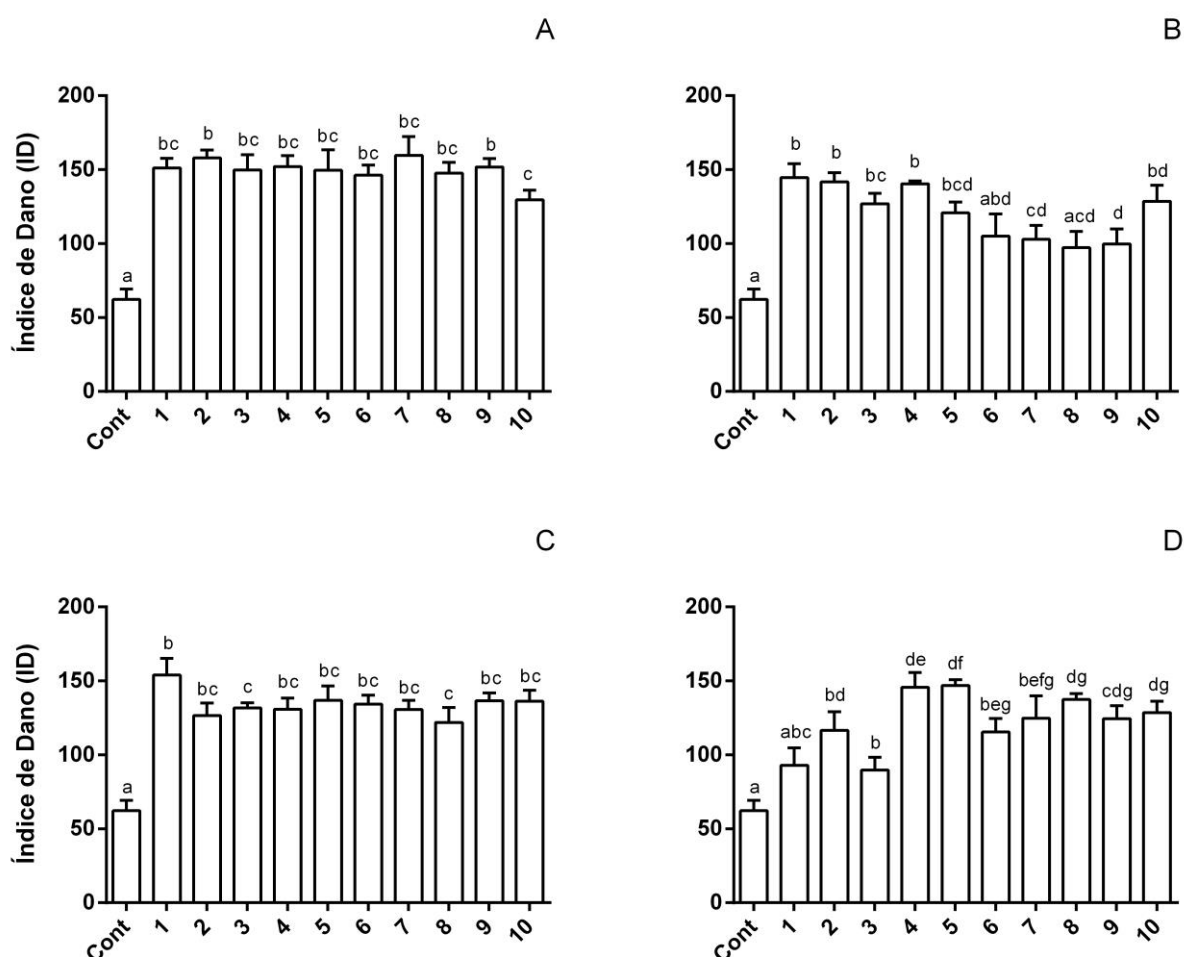 A
Índice de Dano (ID)
200
150
100
50
0
a
bc
b
bc
bc
bc
bc
bc
bc
b
c
Cont
1
2
3
4
5
6
7
8
9
10
B
200
150
100
50
0
a
b
b
bc
b
bcd
abd
cd
acd
d
bd
Cont
1
2
3
4
5
6
7
8
9
10
C
Índice de Dano (ID)
200
150
100
50
0
a
b
bc
c
bc
bc
bc
bc
c
bc
bc
Cont
1
2
3
4
5
6
7
8
9
10
D
200
150
100
50
0
a
abc
bd
b
de
df
beg
befg
dg
cdg
dg
Cont
1
2
3
4
5
6
7
8
9
10